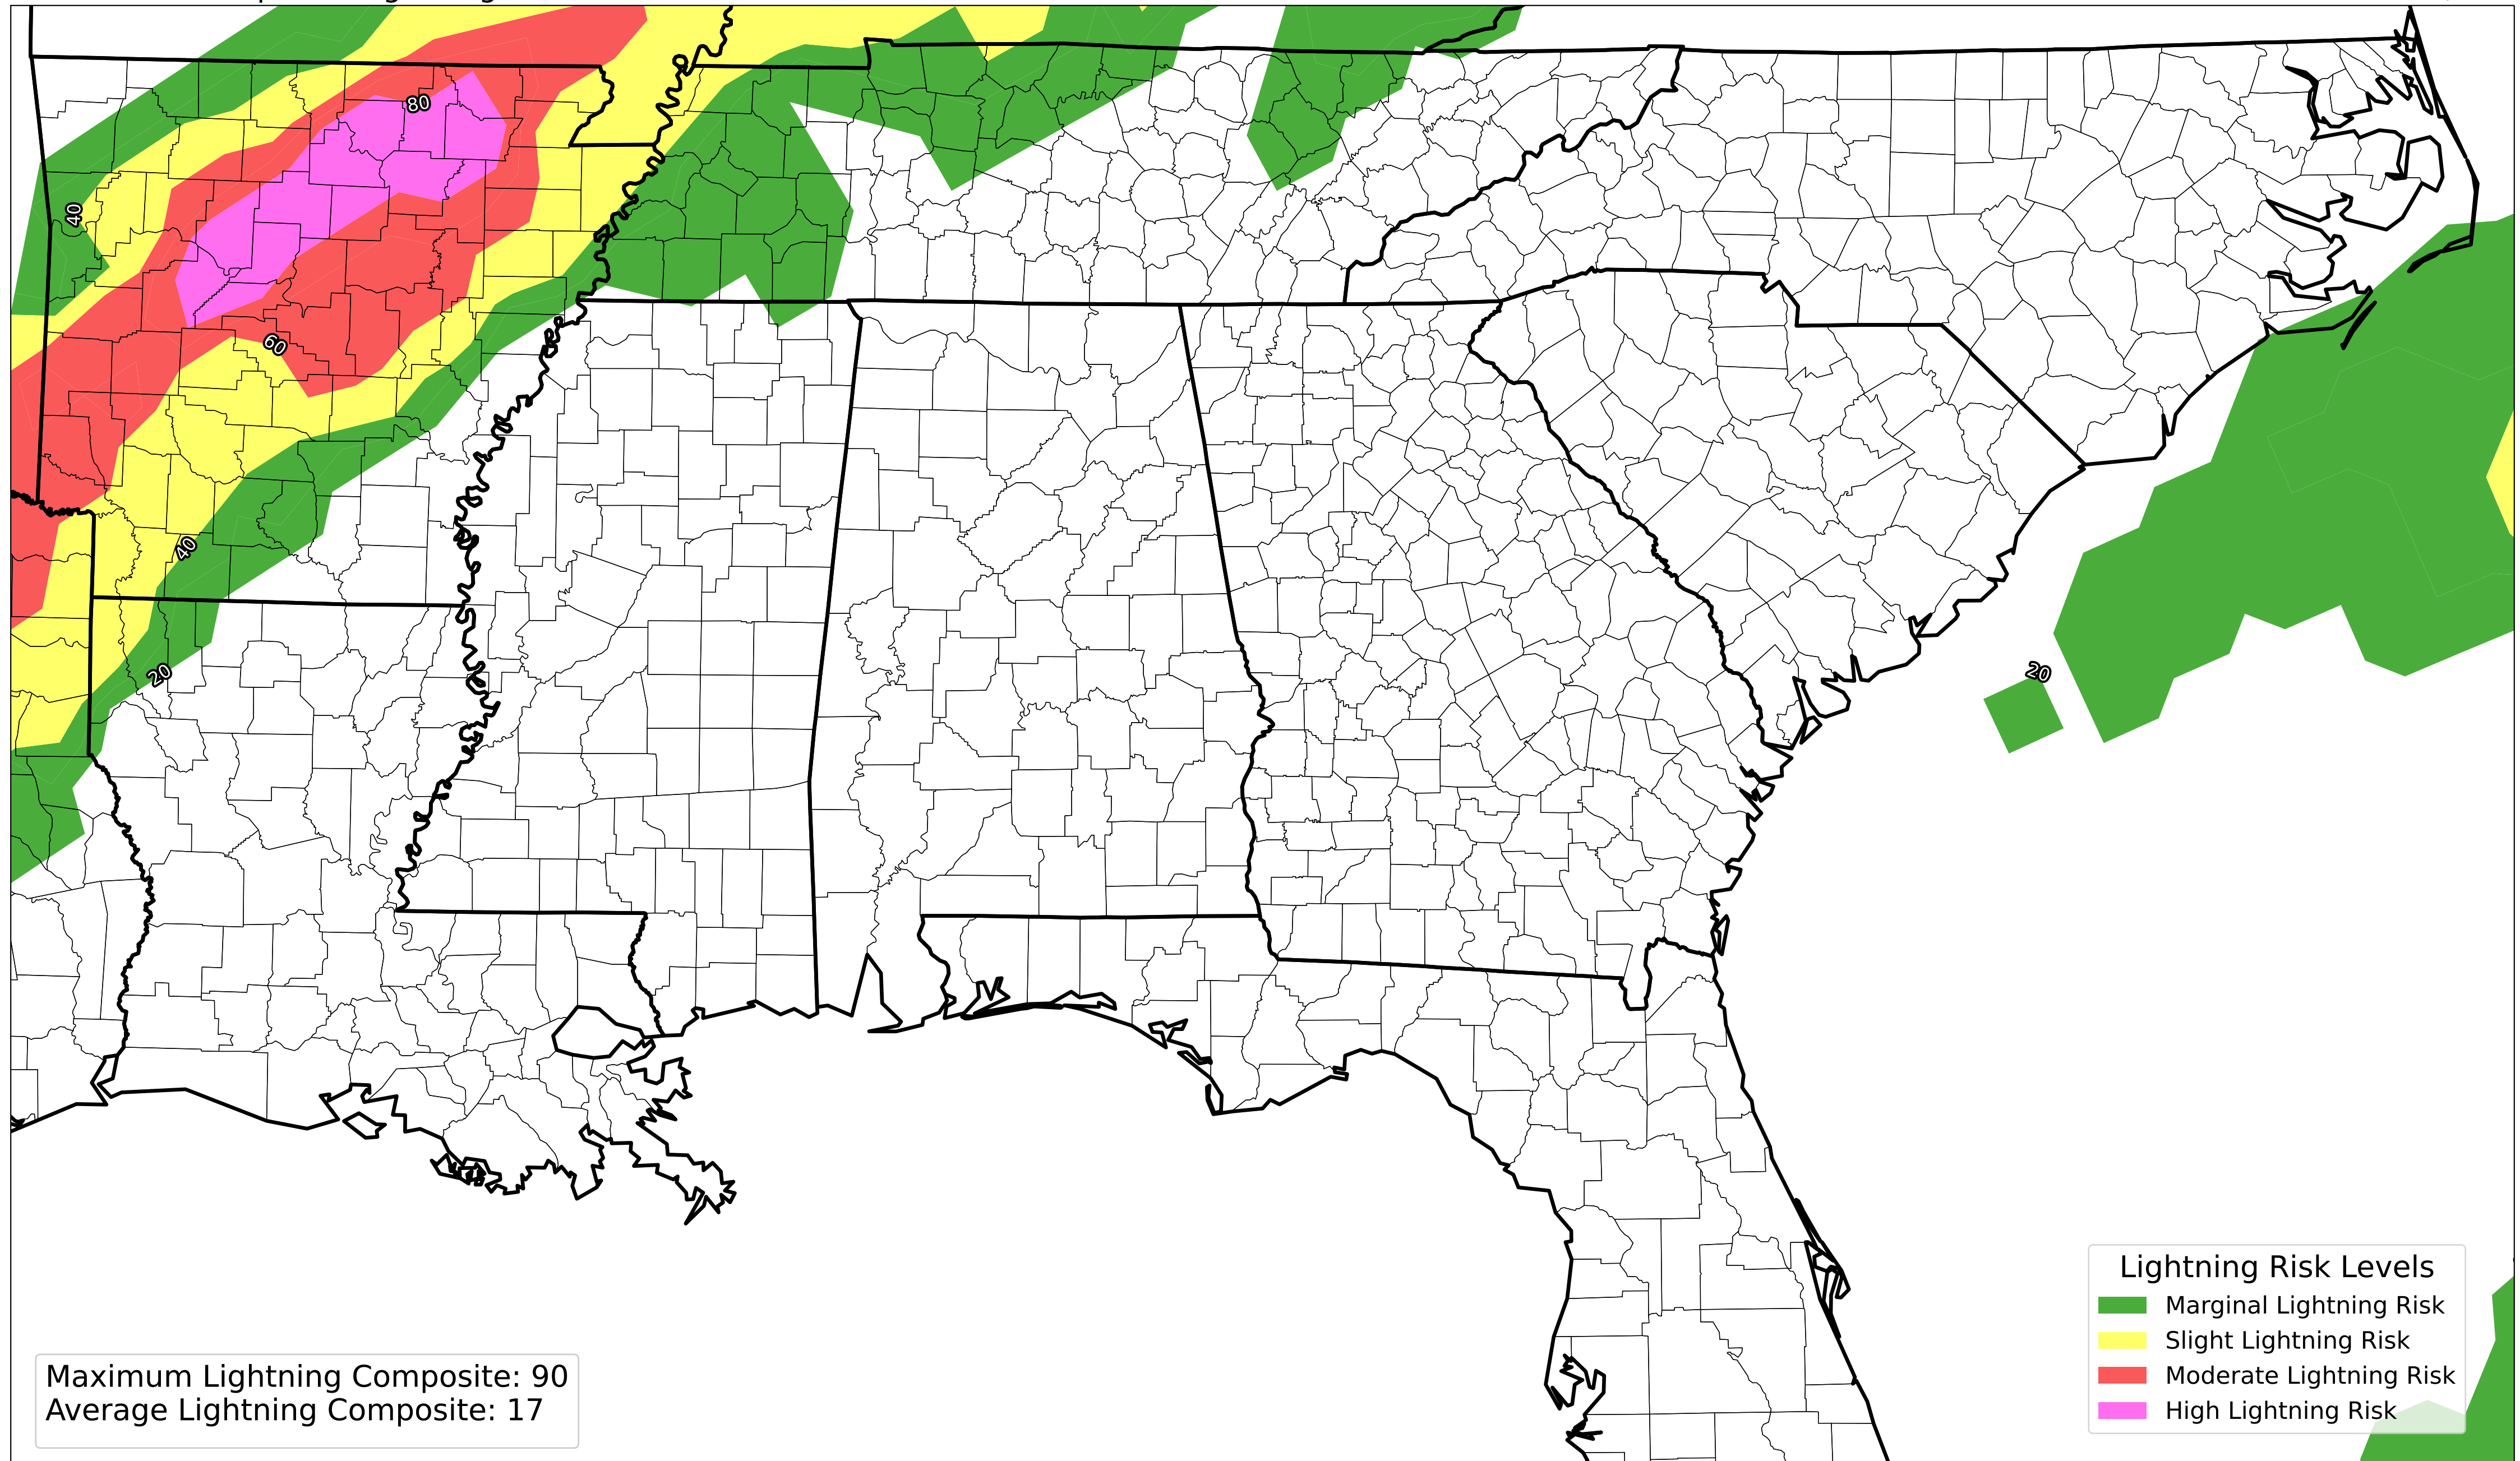 80
40
60
40
20
20
Lightning Risk Levels
Marginal Lightning Risk
Slight Lightning Risk
Moderate Lightning Risk
High Lightning Risk
Maximum Lightning Composite: 90
Average Lightning Composite: 17